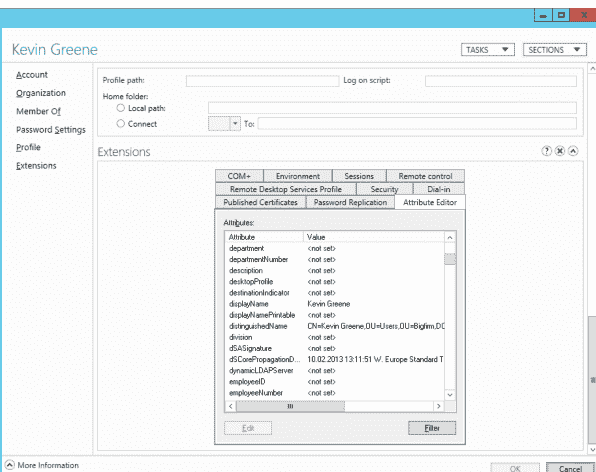 Kevin Greene
TASKS
SECTIONS
Account
Organization
Member Of
Password Settings
Profile
Extensions
Profile path:
Log on script:
Home folder:
Local path:
Connect
To:
Extensions
COM+ Environment Sessions Remote control
Remote Desktop Services Profile Security Dial-in
Published Certificates Password Replication Attribute Editor
Attributes:
Attribute Value
department <not set>
departmentNumber <not set>
description <not set>
desktopProfile <not set>
destinationIndicator <not set>
displayName Kevin Greene
displayNamePrintable <not set>
distinguishedName CN=Kevin Greene,OU=Users,OU=Bigfirm,DC
division <not set>
dSASignature <not set>
dSCorePropagationD... 10.02.2013 13:11:51 W. Europe Standard T
dynamicLDAPServer <not set>
employeeID <not set>
employeeNumber <not set>
Edit
Filter
More Information
OK
Cancel